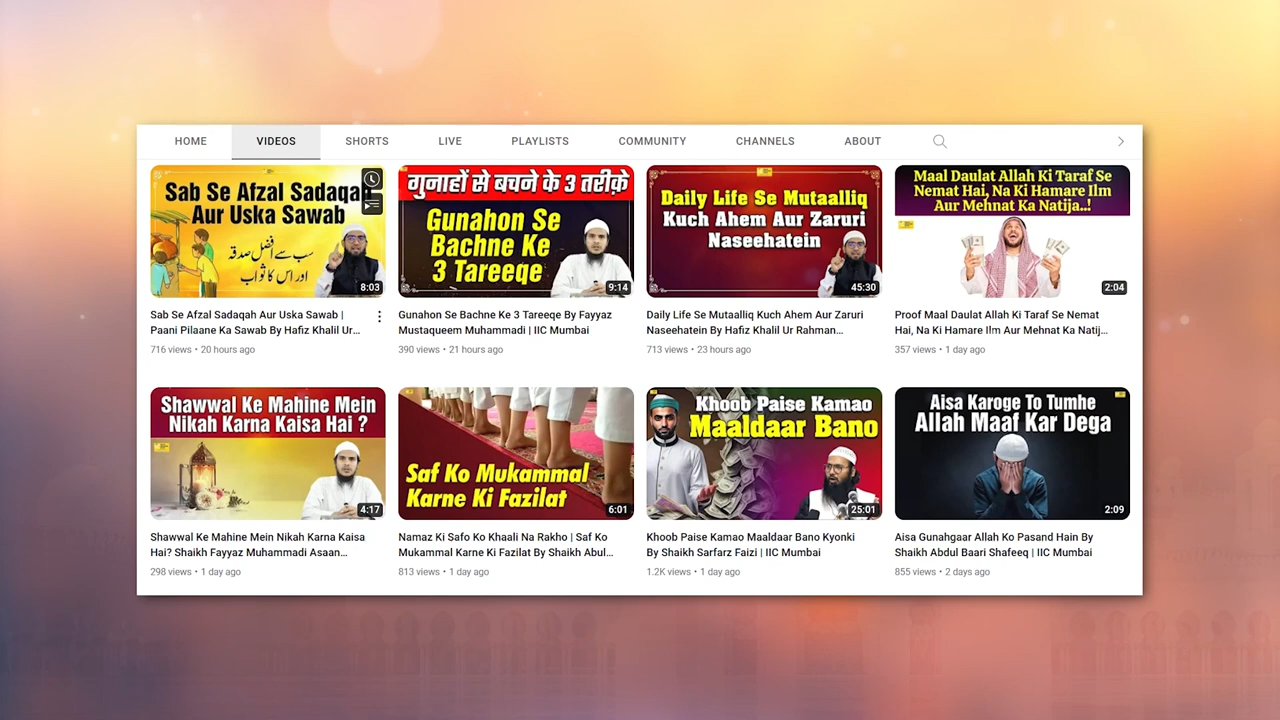 HOME VIDEOS SHORTS LIVE PLAYLISTS COMMUNITY CHANNELS ABOUT
Sab Se Afzal Sadaqah
Aur Uska Sawab
سب سے افضل صدقہ
اور اس کا ثواب
8:03
गुनाहों से बचने के 3 तरीक़े
Gunahon Se
Bachne Ke
3 Tareeqe
9:14
Daily Life Se Mutaalliq
Kuch Ahem Aur Zaruri
Naseehatein
45:30
Maal Daulat Allah Ki Taraf Se
Nemat Hai, Na Ki Hamare Ilm
Aur Mehnat Ka Natija..!
2:04
Sab Se Afzal Sadaqah Aur Uska Sawab |
Paani Pilaane Ka Sawab By Hafiz Khalil Ur...
716 views • 20 hours ago
Gunahon Se Bachne Ke 3 Tareeqe By Fayyaz
Mustaqueem Muhammadi | IIC Mumbai
390 views • 21 hours ago
Daily Life Se Mutaalliq Kuch Ahem Aur Zaruri
Naseehatein By Hafiz Khalil Ur Rahman...
713 views • 23 hours ago
Proof Maal Daulat Allah Ki Taraf Se Nemat
Hai, Na Ki Hamare Ilm Aur Mehnat Ka Natij...
357 views • 1 day ago
Shawwal Ke Mahine Mein
Nikah Karna Kaisa Hai ?
4:17
Saf Ko Mukammal
Karne Ki Fazilat
6:01
Khoob Paise Kamao
Maaldaar Bano
25:01
Aisa Karoge To Tumhe
Allah Maaf Kar Dega
2:09
Shawwal Ke Mahine Mein Nikah Karna Kaisa
Hai? Shaikh Fayyaz Muhammadi Asaan...
298 views • 1 day ago
Namaz Ki Safo Ko Khaali Na Rakho | Saf Ko
Mukammal Karne Ki Fazilat By Shaikh Abul...
813 views • 1 day ago
Khoob Paise Kamao Maaldaar Bano Kyonki
By Shaikh Sarfarz Faizi | IIC Mumbai
1.2K views • 1 day ago
Aisa Gunahgaar Allah Ko Pasand Hain By
Shaikh Abdul Baari Shafeeq | IIC Mumbai
855 views • 2 days ago